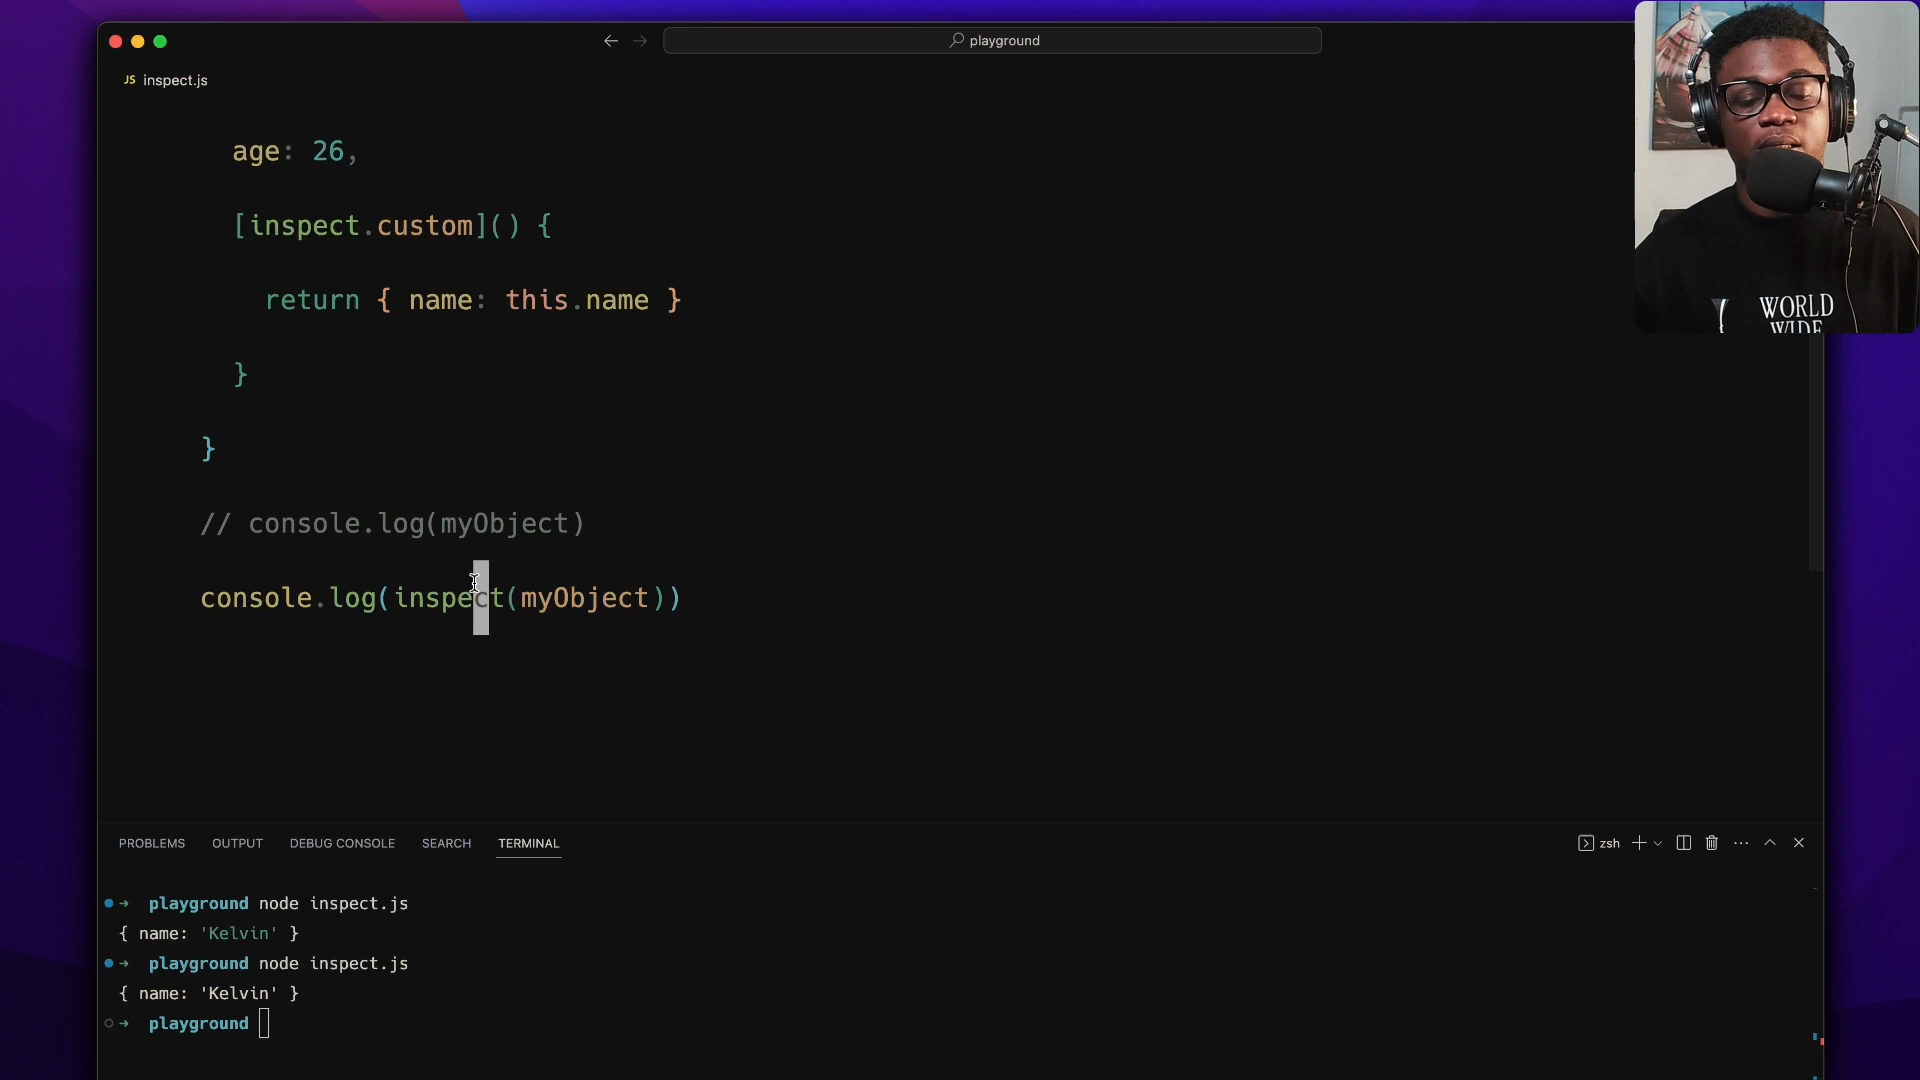 playground
JS inspect.js
age: 26,
[inspect.custom]() {
return { name: this.name }
}
}
// console.log(myObject)
console.log(inspect(myObject))
PROBLEMS OUTPUT DEBUG CONSOLE SEARCH TERMINAL
zsh
playground node inspect.js
{ name: 'Kelvin' }
playground node inspect.js
{ name: 'Kelvin' }
playground
WORLD
WIDE